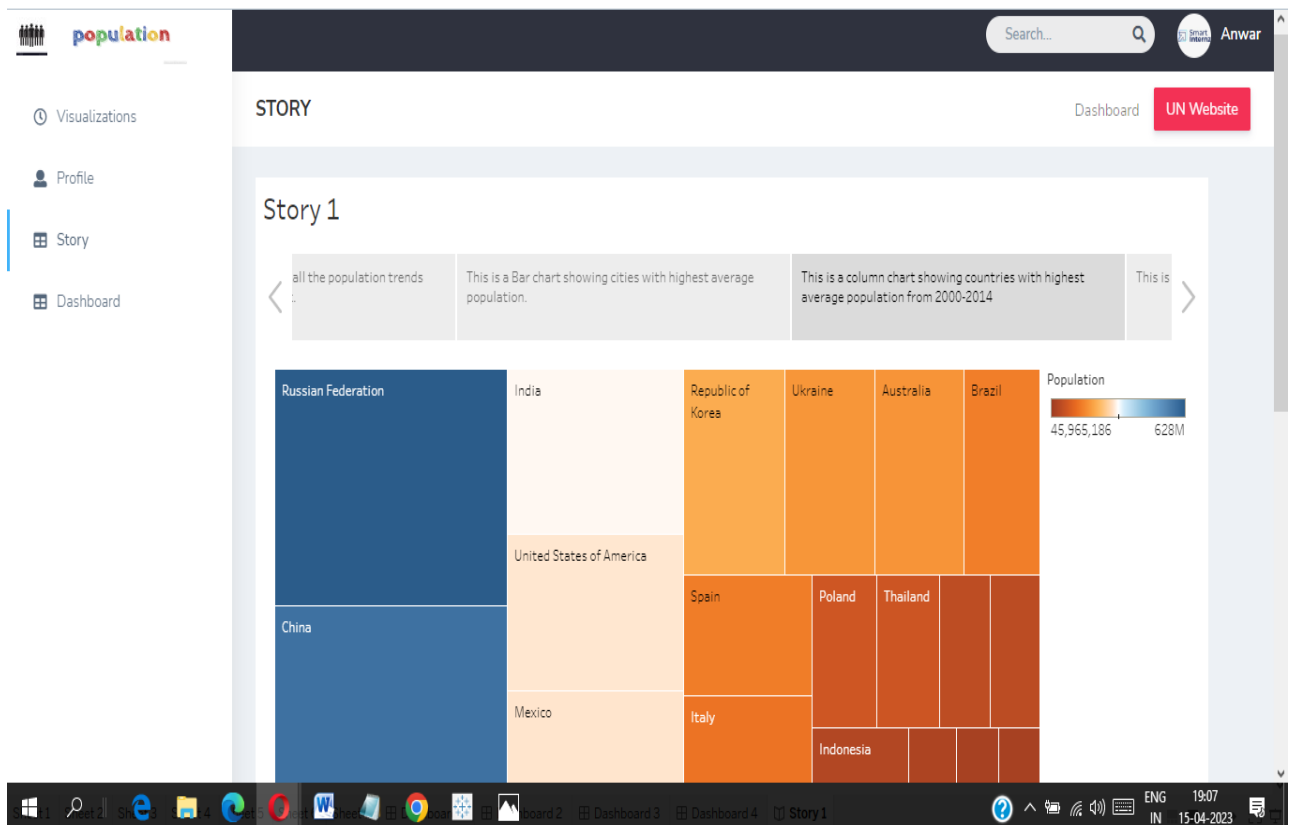 population
Search...
Smart
Internz
Anwar
Visualizations
Profile
Story
Dashboard
STORY
Dashboard
UN Website
Story 1
all the population trends
This is a Bar chart showing cities with highest average
population.
This is a column chart showing countries with highest
average population from 2000-2014
This is
Russian Federation
China
India
United States of America
Mexico
Republic of
Korea
Ukraine
Australia
Brazil
Spain
Italy
Poland
Thailand
Indonesia
Population
45,965,186
628M
Dashboard 3
Dashboard 4
Story 1
ENG
IN
19:07
15-04-2023